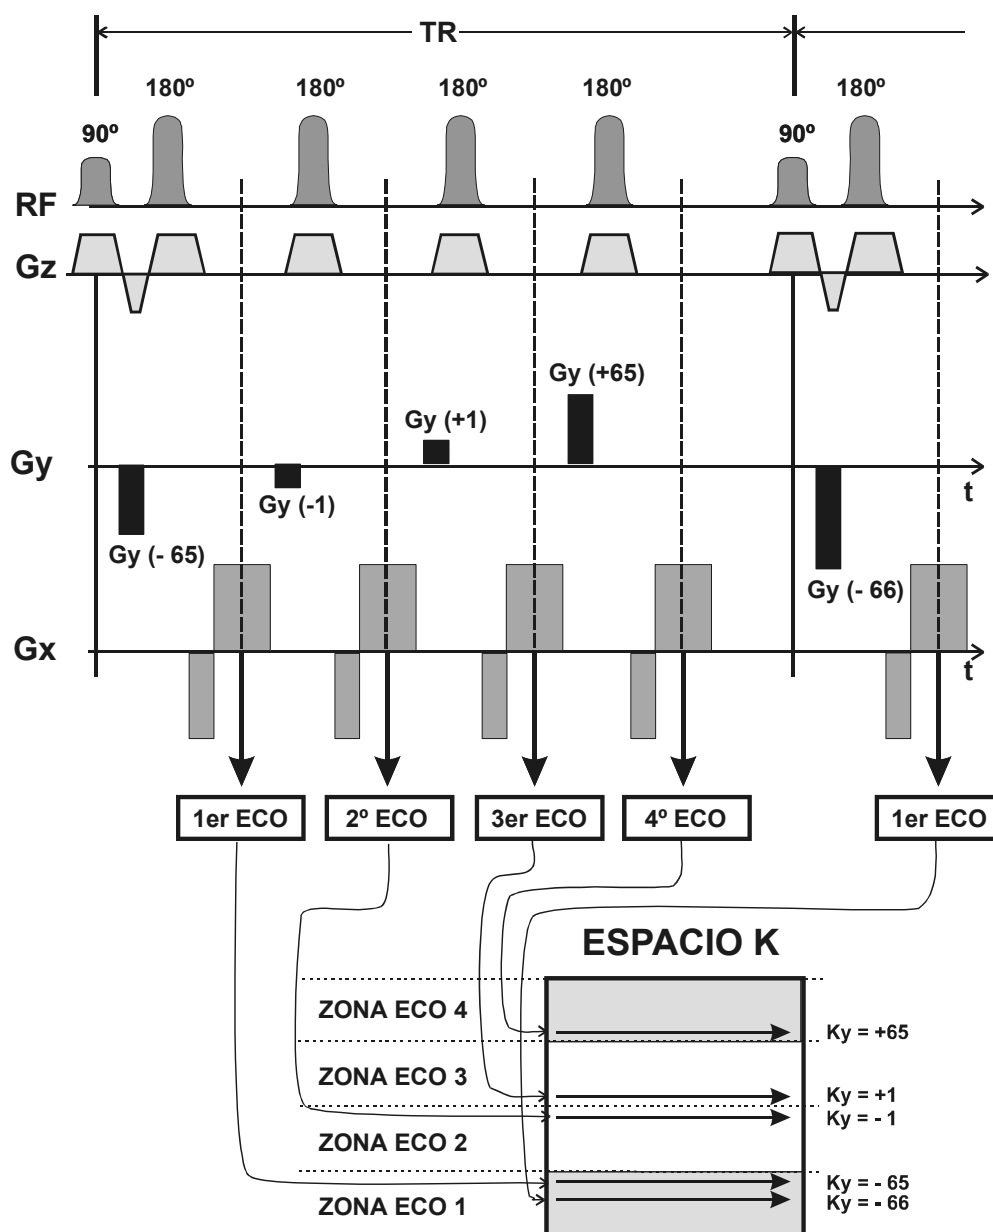 TR
180º 180º 180º 180º 180º
90º 90º
RF
Gz
Gy (+65)
Gy (+1)
Gy
t
Gy (-1)
Gy (- 65)
Gy (- 66)
Gx
t
1er ECO 2º ECO 3er ECO 4º ECO 1er ECO
ESPACIO K
ZONA ECO 4
Ky = +65
ZONA ECO 3
Ky = +1
Ky = - 1
ZONA ECO 2
Ky = - 65
ZONA ECO 1
Ky = - 66